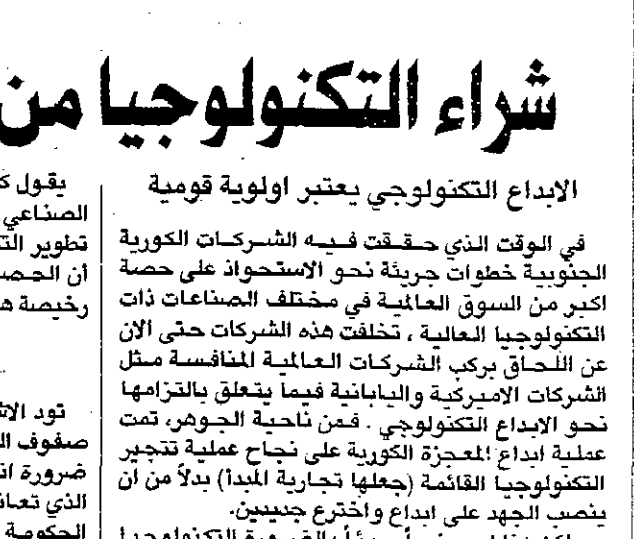 شراء التكنولوجيا من
الابداع التكنولوجي يعتبر اولوية قومية
في الوقت الذي حققت فيه الشركات الكورية
الجنوبية خطوات جريئة نحو الاستحواذ على حصة
اكبر من السوق العالمية في مختلف الصناعات ذات
التكنولوجيا العالية ، تخلفت هذه الشركات حتى الان
عن اللحاق بركب الشركات العالمية المنافسة مثل
الشركات الاميركية واليابانية فيما يتعلق بالتزامها
نحو الابداع التكنولوجي . فمن ناحية الجوهر، تمت
عملية ابداع المعجزة الكورية على نجاح عملية تتجير
التكنولوجيا القائمة (جعلها تجارية المبدأ) بدلاً من أن
ينصب الجهد على ابداع واختراع جديدين.
يقول
الصناعي
تطوير
أن
رخيصة
تود
صفوف
ضرورة
الذي
الحكومة